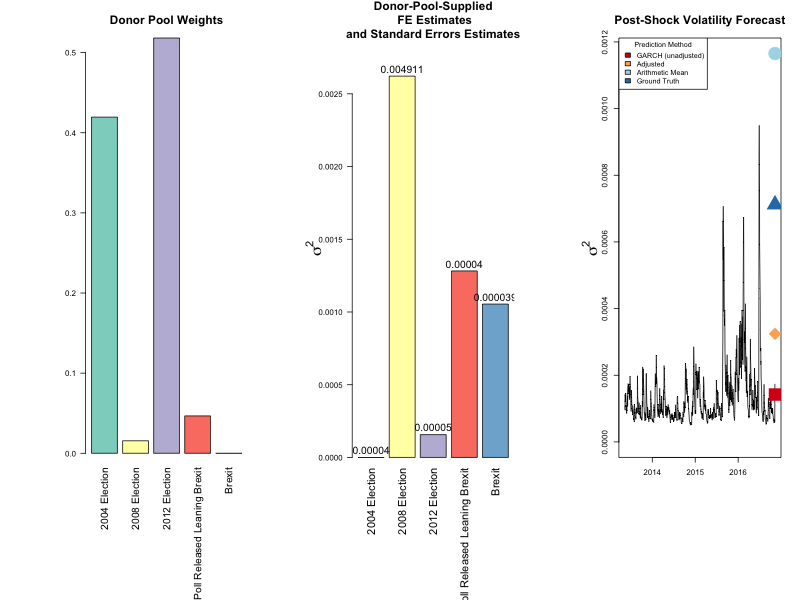 Donor Pool Weights
0.0
0.1
0.2
0.3
0.4
0.5
2004 Election
2008 Election
2012 Election
Poll Released Leaning Brexit
Brexit
Donor-Pool-Supplied
FE Estimates
and Standard Errors Estimates
σ2
0.0000
0.0005
0.0010
0.0015
0.0020
0.0025
0.00004
0.004911
0.00005
0.00004
0.000039
2004 Election
2008 Election
2012 Election
oll Released Leaning Brexit
Brexit
Post-Shock Volatility Forecast
σ2
0.0000
0.0002
0.0004
0.0006
0.0008
0.0010
0.0012
Prediction Method
GARCH (unadjusted)
Adjusted
Arithmetic Mean
Ground Truth
2014
2015
2016